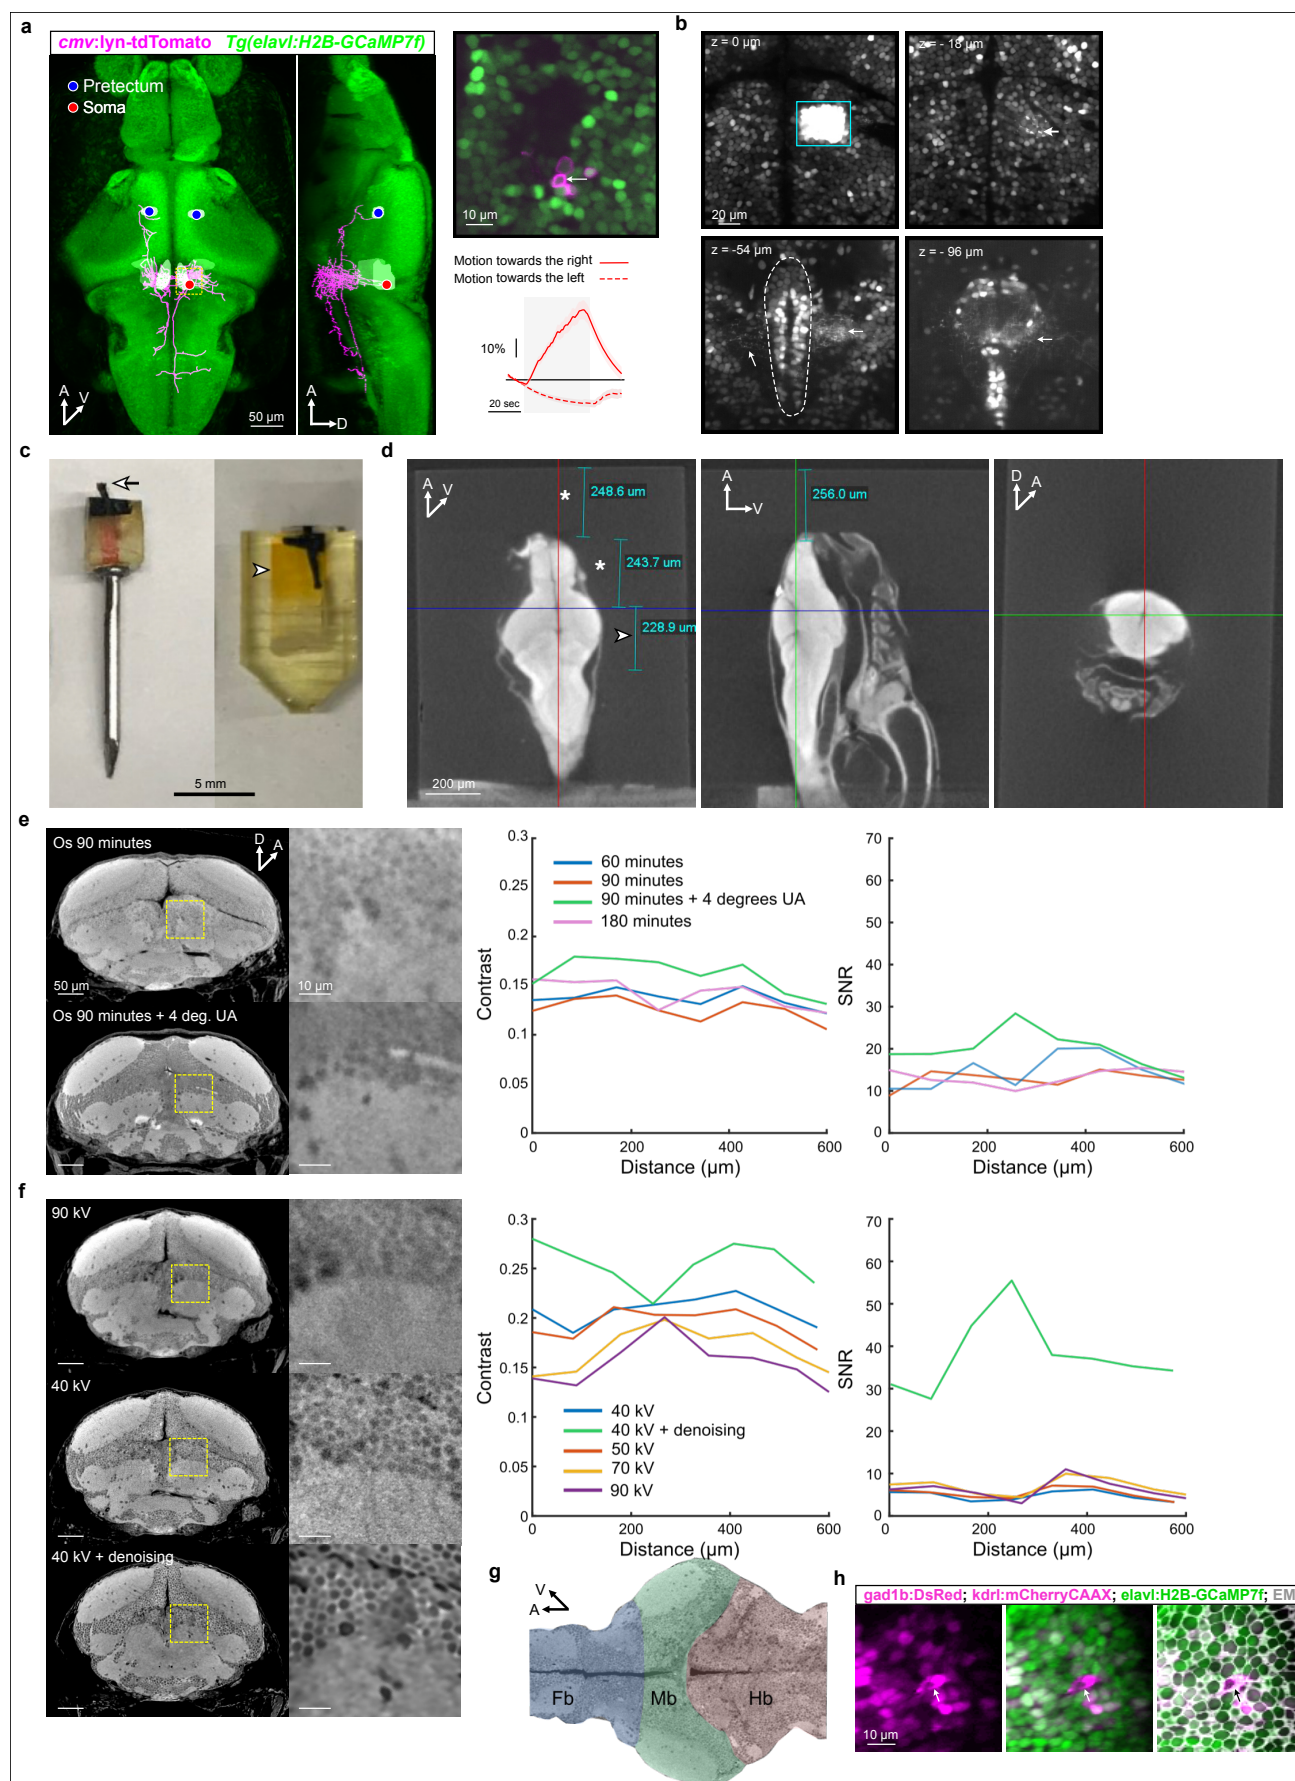 a
cmv:lyn-tdTomato Tg(elavl:H2B-GCaMP7f)
Pretectum
Soma
A
V
50 µm
A
D
10 µm
Motion towards the right
Motion towards the left
10%
20 sec
b
z = 0 µm
z = - 18 µm
20 µm
z = -54 µm
z = - 96 µm
c
5 mm
d
A
V
248.6 um
*
243.7 um
*
228.9 um
200 µm
A
V
256.0 um
D
A
e
Os 90 minutes
D
A
50 µm
10 µm
Os 90 minutes + 4 deg. UA
0.3
0.25
0.2
0.15
0.1
0.05
0
Contrast
60 minutes
90 minutes
90 minutes + 4 degrees UA
180 minutes
0
200
400
600
Distance (µm)
70
60
50
40
30
20
10
0
SNR
0
200
400
600
Distance (µm)
f
90 kV
40 kV
40 kV + denoising
0.3
0.25
0.2
0.15
0.1
0.05
0
Contrast
40 kV
40 kV + denoising
50 kV
70 kV
90 kV
0
200
400
600
Distance (µm)
70
60
50
40
30
20
10
0
SNR
0
200
400
600
Distance (µm)
g
V
A
Fb
Mb
Hb
h
gad1b:DsRed; kdrl:mCherryCAAX; elavl:H2B-GCaMP7f; EM
10 µm